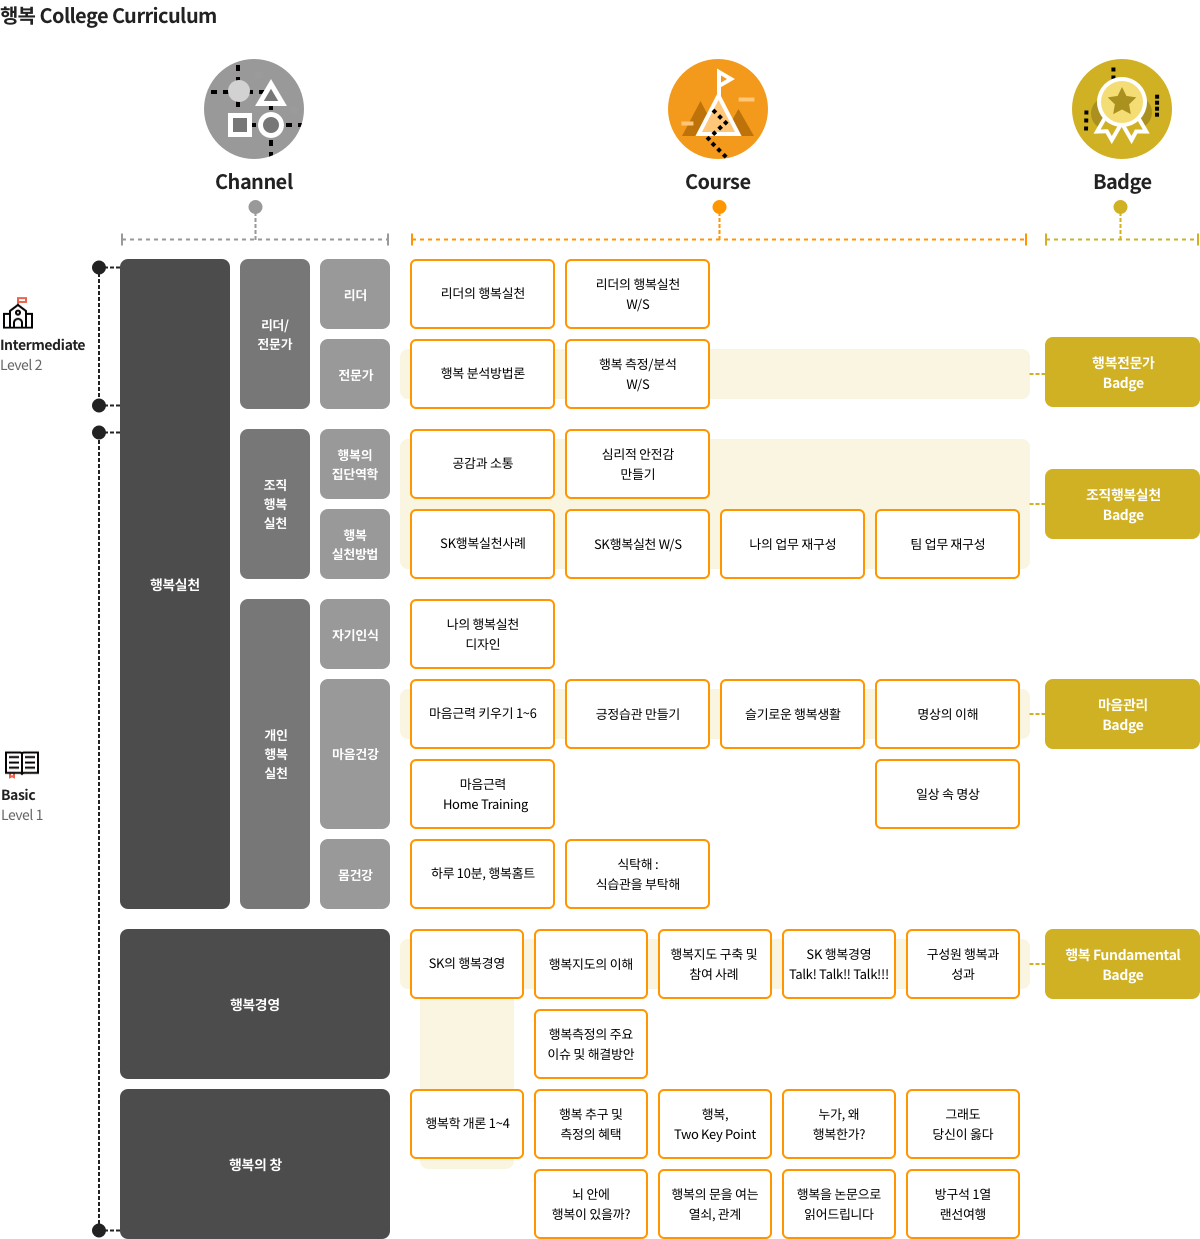 행복 College Curriculum
Channel
Course
Badge
Intermediate
Level 2
Basic
Level 1
행복실천
리더/
전문가
리더
리더의 행복실천
리더의 행복실천
W/S
전문가
행복 분석방법론
행복 측정/분석
W/S
행복전문가
Badge
조직
행복
실천
행복의
집단역학
공감과 소통
심리적 안전감
만들기
행복
실천방법
SK행복실천사례
SK행복실천 W/S
나의 업무 재구성
팀 업무 재구성
조직행복실천
Badge
개인
행복
실천
자기인식
나의 행복실천
디자인
마음건강
마음근력 키우기 1~6
긍정습관 만들기
슬기로운 행복생활
명상의 이해
마음관리
Badge
마음근력
Home Training
일상 속 명상
몸건강
하루 10분, 행복홈트
식탁해 :
식습관을 부탁해
행복경영
SK의 행복경영
행복지도의 이해
행복지도 구축 및
참여 사례
SK 행복경영
Talk! Talk!! Talk!!!
구성원 행복과
성과
행복 Fundamental
Badge
행복측정의 주요
이슈 및 해결방안
행복의 창
행복학 개론 1~4
행복 추구 및
측정의 혜택
행복,
Two Key Point
누가, 왜
행복한가?
그래도
당신이 옳다
뇌 안에
행복이 있을까?
행복의 문을 여는
열쇠, 관계
행복을 논문으로
읽어드립니다
방구석 1열
랜선여행